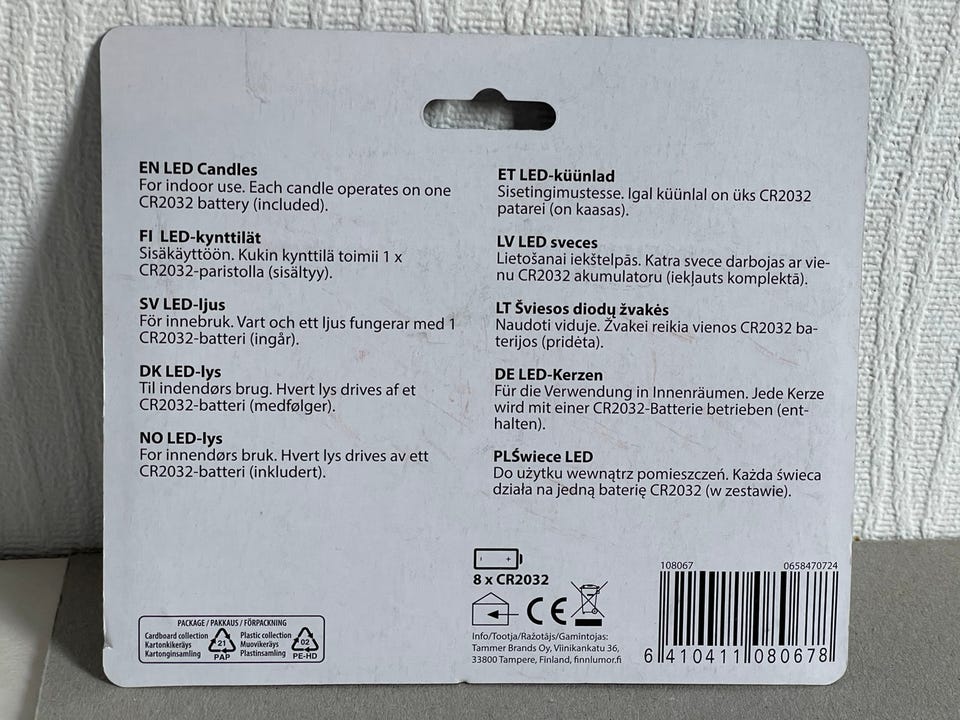 EN LED Candles
For indoor use. Each candle operates on one
CR2032 battery (included).
FI LED-kynttilät
Sisäkäyttöön. Kukin kynttilä toimii 1 x
CR2032-paristolla (sisältyy).
SV LED-ljus
För innebruk. Vart och ett ljus fungerar med 1
CR2032-batteri (ingår).
DK LED-lys
Til indendørs brug. Hvert lys drives af et
CR2032-batteri (medfølger).
NO LED-lys
For innendørs bruk. Hvert lys drives av ett
CR2032-batteri (inkludert).
ET LED-küünlad
Sisetingimustesse. Igal küünlal on üks CR2032
patarei (on kaasas).
LV LED sveces
Lietošanai iekštelpās. Katra svece darbojas ar vie-
nu CR2032 akumulatoru (iekļauts komplektā).
LT Šviesos diodų žvakės
Naudoti viduje. Žvakei reikia vienos CR2032 ba-
terijos (pridėta).
DE LED-Kerzen
Für die Verwendung in Innenräumen. Jede Kerze
wird mit einer CR2032-Batterie betrieben (ent-
halten).
PLŚwiece LED
Do użytku wewnątrz pomieszczeń. Każda świeca
działa na jedną baterię CR2032 (w zestawie).
PACKAGE / PAKKAUS / FÖRPACKNING
Cardboard collection
Kartonkikeräys
Kartonginsamling
21
PAP
Plastic collection
Muovikeräys
Plastinsamling
02
PE-HD
- +
8 x CR2032
CE
Info/Tootja/Ražotājs/Gamintojas:
Tammer Brands Oy, Viinikankatu 36,
33800 Tampere, Finland, finnlumor.fi
108067 0658470724
6 410411 080678